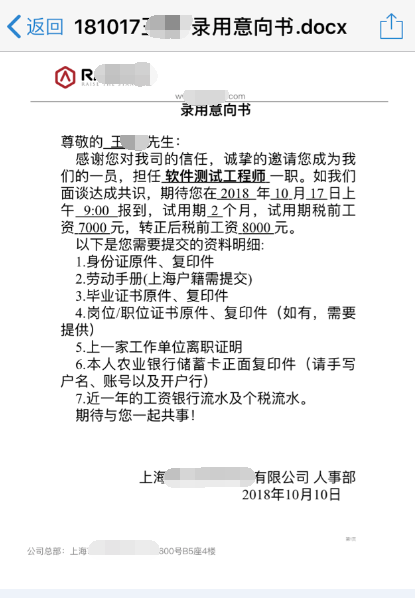 返回 181017王 录用意向书.docx
R
w .com
录用意向书
尊敬的 王 先生：
感谢您对我司的信任，诚挚的邀请您成为我
们的一员，担任 软件测试工程师 一职。如我们
面谈达成共识，期待您在 2018 年 10 月 17 日上
午 9:00 报到，试用期 2 个月，试用期税前工
资 7000 元，转正后税前工资 8000 元。
以下是您需要提交的资料明细:
1.身份证原件、复印件
2.劳动手册(上海户籍需提交)
3.毕业证书原件、复印件
4.岗位/职位证书原件、复印件（如有，需要
提供）
5.上一家工作单位离职证明
6.本人农业银行储蓄卡正面复印件（请手写
户名、账号以及开户行）
7.近一年的工资银行流水及个税流水。
期待与您一起共事！
上海 有限公司 人事部
2018年10月10日
公司总部：上海 800号B5座4楼